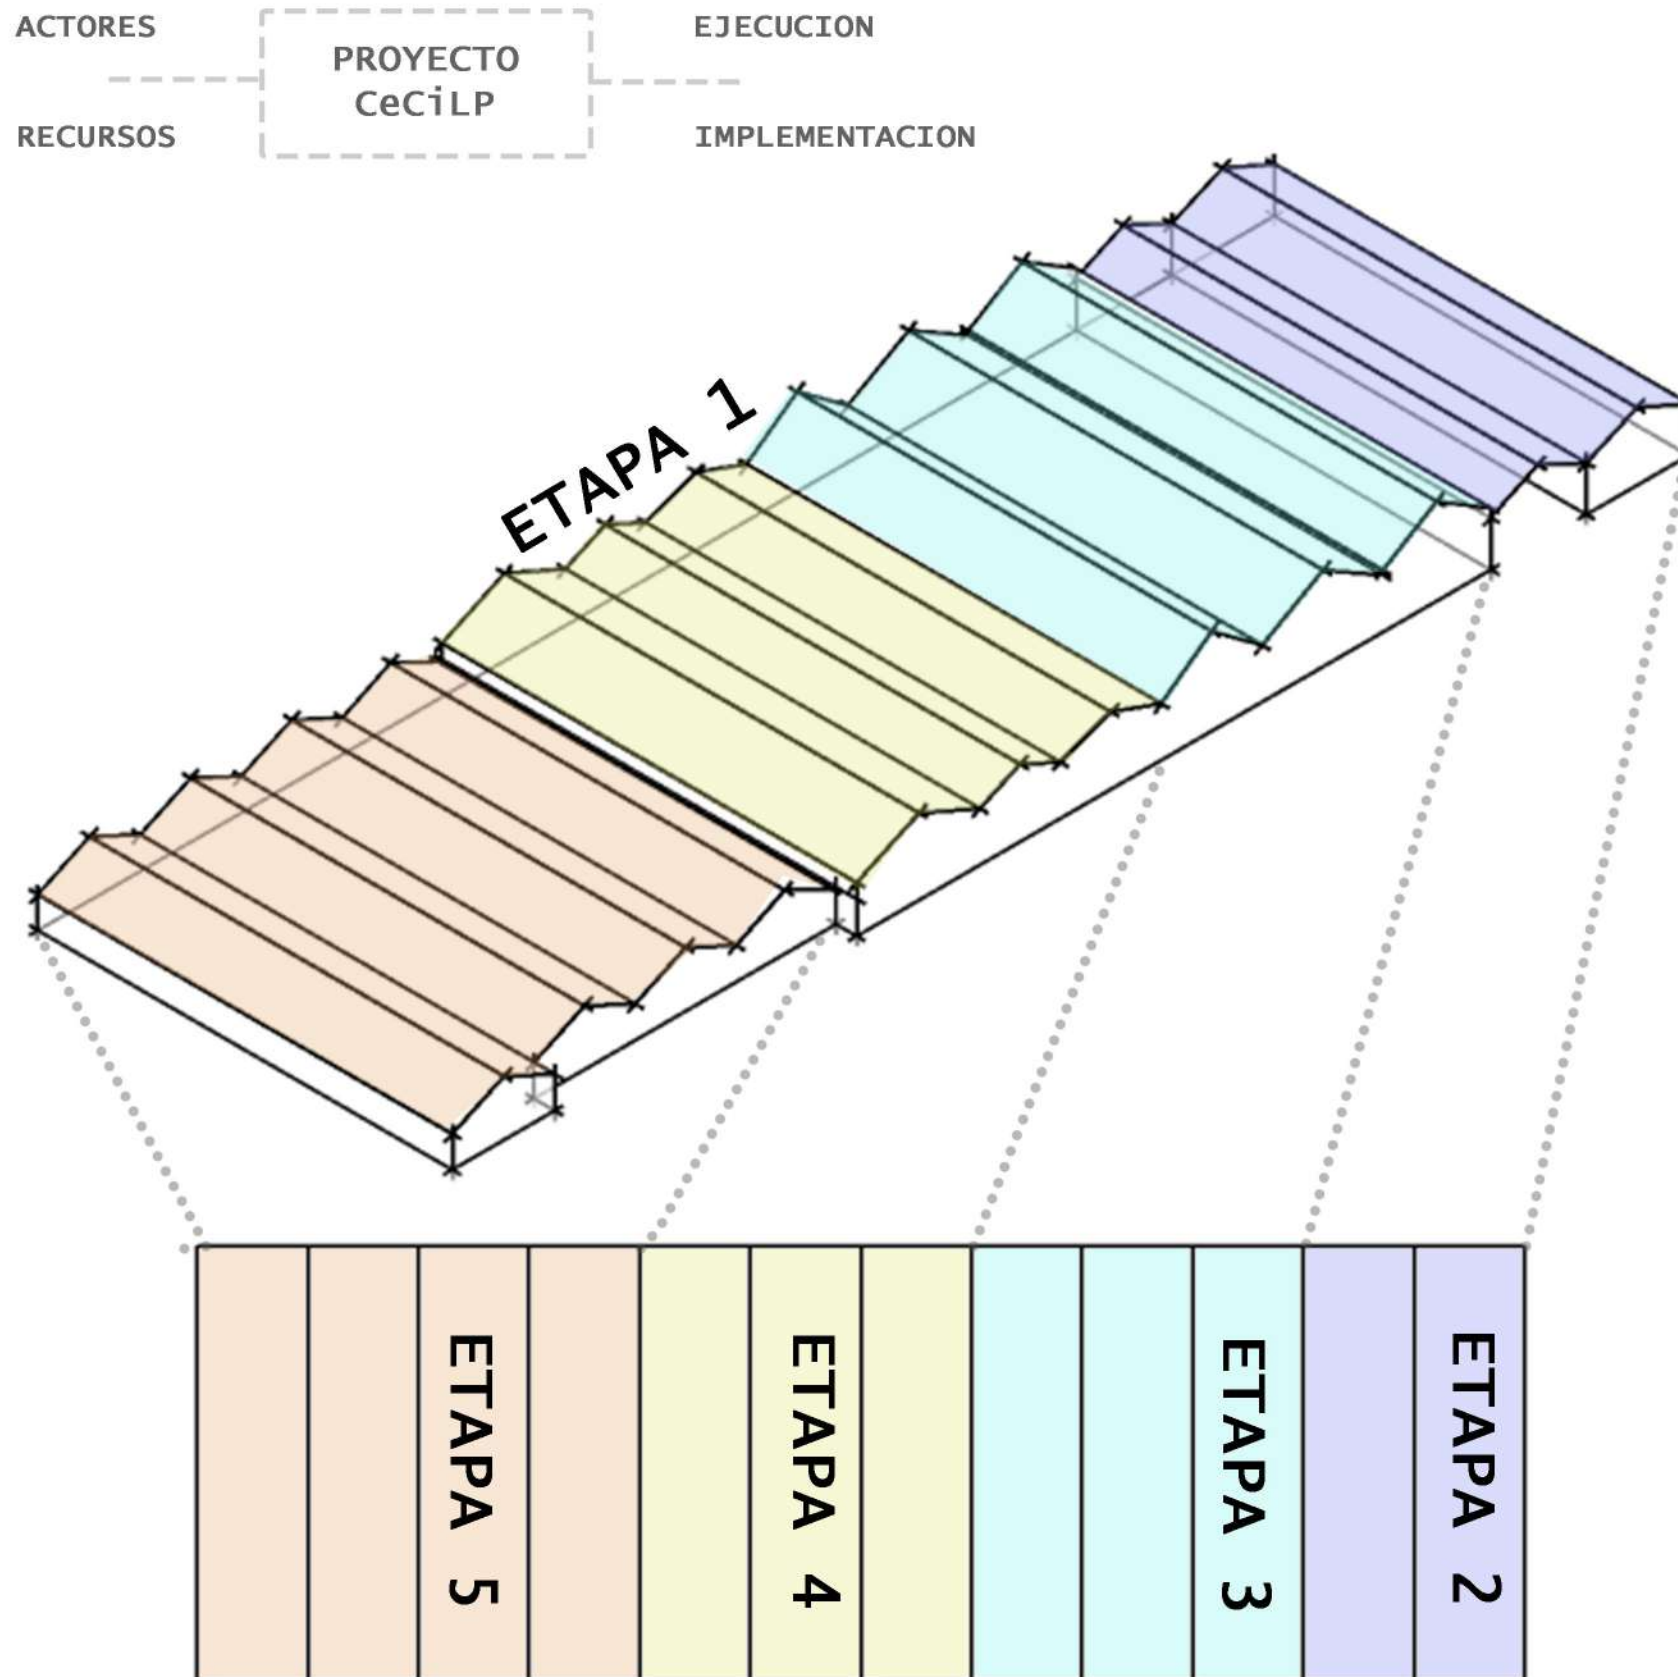 ACTORES
EJECUCION
PROYECTO
CeCiLP
RECURSOS
IMPLEMENTACION
ETAPA 1
ETAPA 5
ETAPA 4
ETAPA 3
ETAPA 2